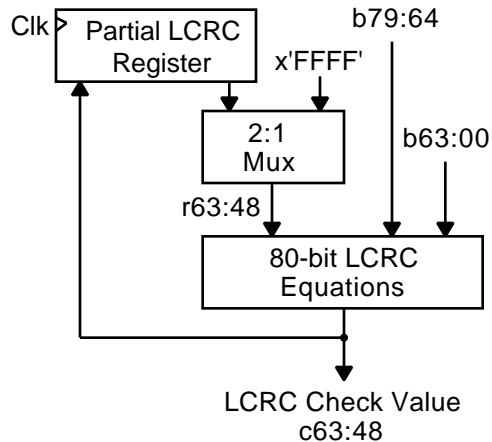 Clk
Partial LCRC
Register
b79:64
x'FFFF'
2:1
Mux
b63:00
r63:48
80-bit LCRC
Equations
LCRC Check Value
c63:48